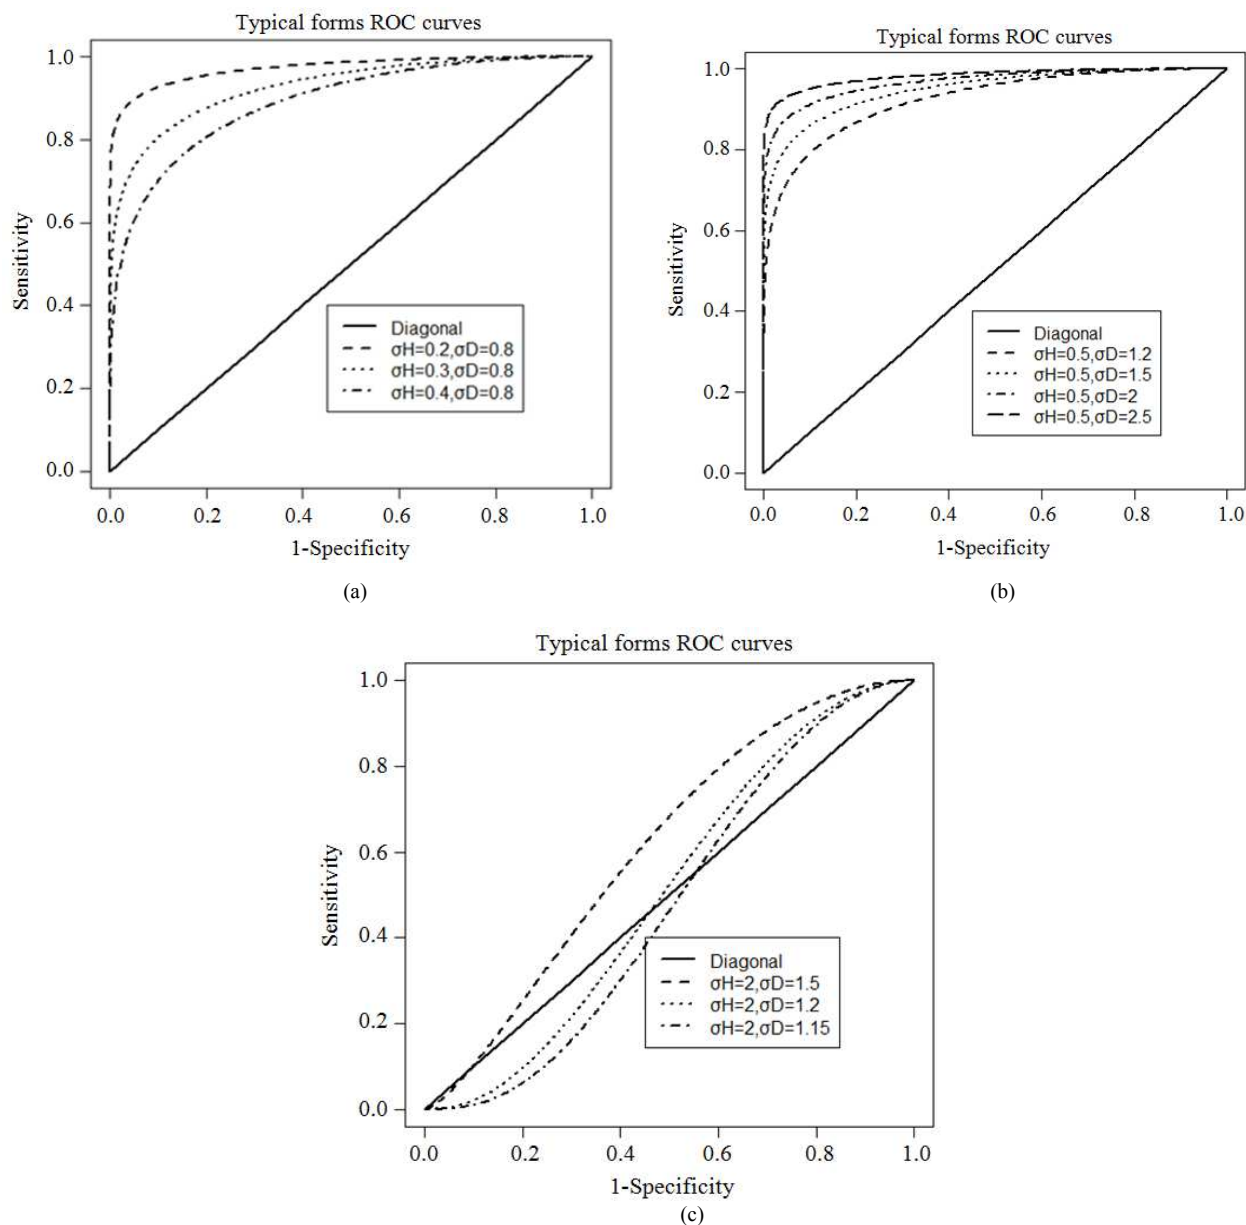 Typical forms ROC curves
1.0
0.8
0.6
0.4
0.2
0.0
Sensitivity
Diagonal
σH=0.2,σD=0.8
σH=0.3,σD=0.8
σH=0.4,σD=0.8
0.0 0.2 0.4 0.6 0.8 1.0
1-Specificity
(a)
Typical forms ROC curves
1.0
0.8
0.6
0.4
0.2
0.0
Sensitivity
Diagonal
σH=0.5,σD=1.2
σH=0.5,σD=1.5
σH=0.5,σD=2
σH=0.5,σD=2.5
0.0 0.2 0.4 0.6 0.8 1.0
1-Specificity
(b)
Typical forms ROC curves
1.0
0.8
0.6
0.4
0.2
0.0
Sensitivity
Diagonal
σH=2,σD=1.5
σH=2,σD=1.2
σH=2,σD=1.15
0.0 0.2 0.4 0.6 0.8 1.0
1-Specificity
(c)